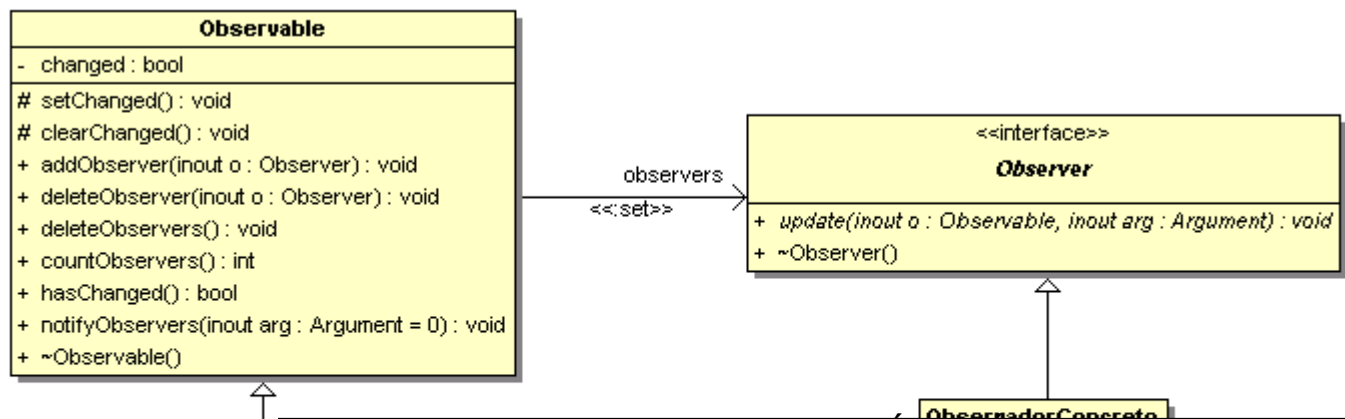 Observable
- changed : bool
# setChanged() : void
# clearChanged() : void
+ addObserver(inout o : Observer) : void
+ deleteObserver(inout o : Observer) : void
+ deleteObservers() : void
+ countObservers() : int
+ hasChanged() : bool
+ notifyObservers(inout arg : Argument = 0) : void
+ ~Observable()
observers
<<:set>>
<<interface>>
Observer
+ update(inout o : Observable, inout arg : Argument) : void
+ ~Observer()
ObservadorConcreto